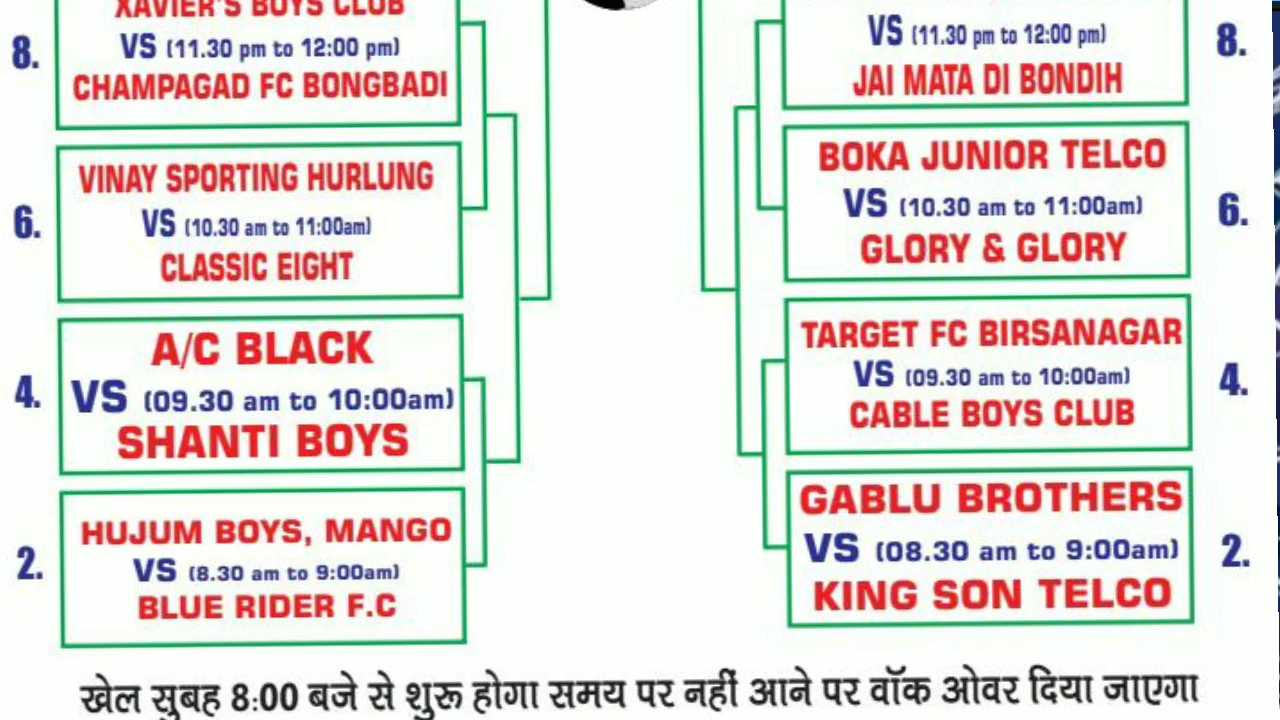 XAVIER'S BOYS CLUB
8.
VS (11.30 pm to 12:00 pm)
CHAMPAGAD FC BONGBADI
VINAY SPORTING HURLUNG
6.
VS (10.30 am to 11:00am)
CLASSIC EIGHT
A/C BLACK
4.
VS (09.30 am to 10:00am)
SHANTI BOYS
HUJUM BOYS, MANGO
2.
VS (8.30 am to 9:00am)
BLUE RIDER F.C
VS (11.30 pm to 12:00 pm)
8.
JAI MATA DI BONDIH
BOKA JUNIOR TELCO
VS (10.30 am to 11:00am)
6.
GLORY & GLORY
TARGET FC BIRSANAGAR
VS (09.30 am to 10:00am)
4.
CABLE BOYS CLUB
GABLU BROTHERS
VS (08.30 am to 9:00am)
2.
KING SON TELCO
खेल सुबह 8:00 बजे से शुरू होगा समय पर नहीं आने पर वॉक ओवर दिया जाएगा